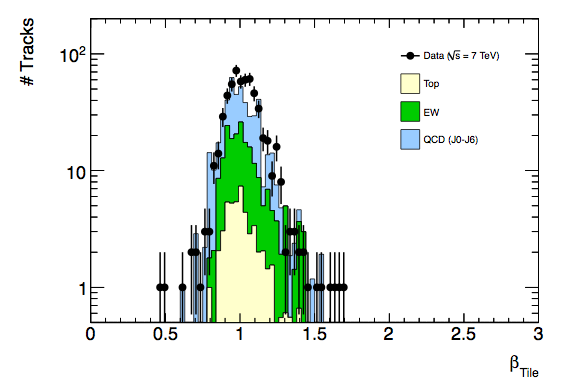 # Tracks
10²
10
1
Data (√s = 7 TeV)
Top
EW
QCD (J0-J6)
0 0.5 1 1.5 2 2.5 3
β_Tile